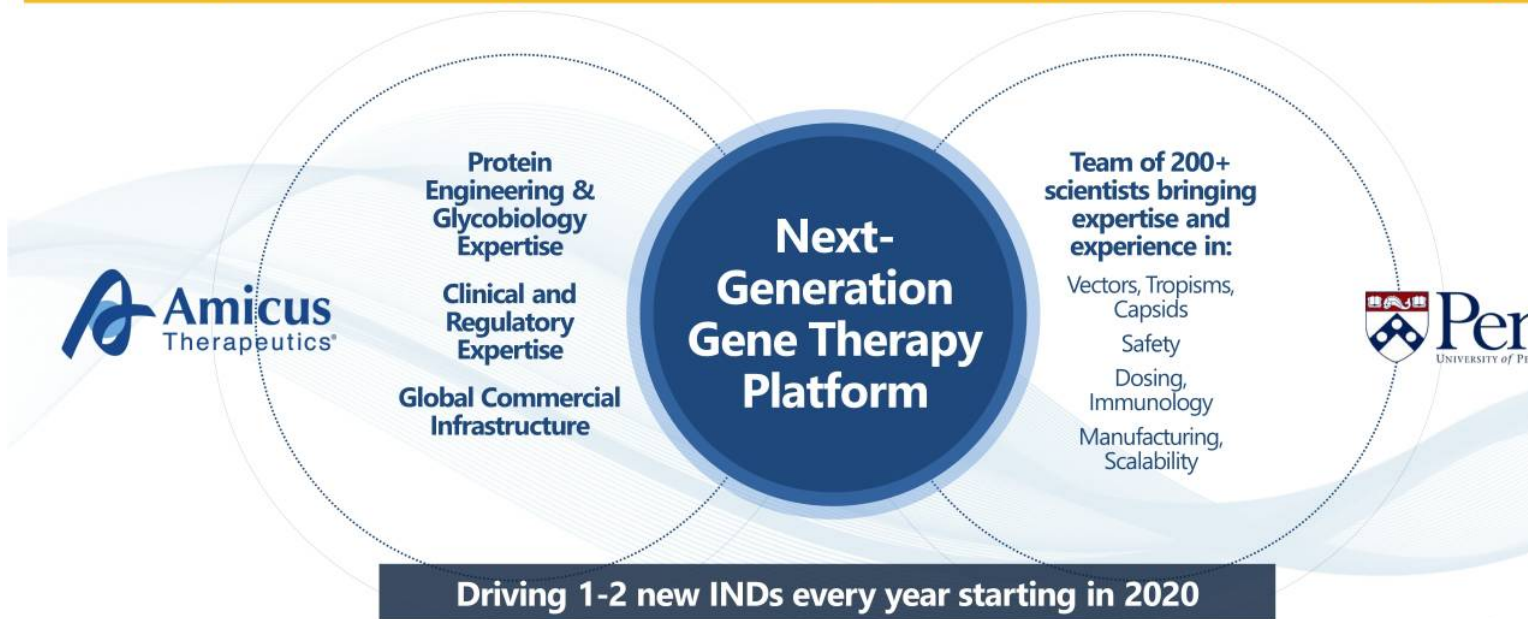 Amicus
Therapeutics®
Protein
Engineering &
Glycobiology
Expertise
Clinical and
Regulatory
Expertise
Global Commercial
Infrastructure
Next-
Generation
Gene Therapy
Platform
Team of 200+
scientists bringing
expertise and
experience in:
Vectors, Tropisms,
Capsids
Safety
Dosing,
Immunology
Manufacturing,
Scalability
UNIVERSITY of
Driving 1-2 new INDs every year starting in 2020